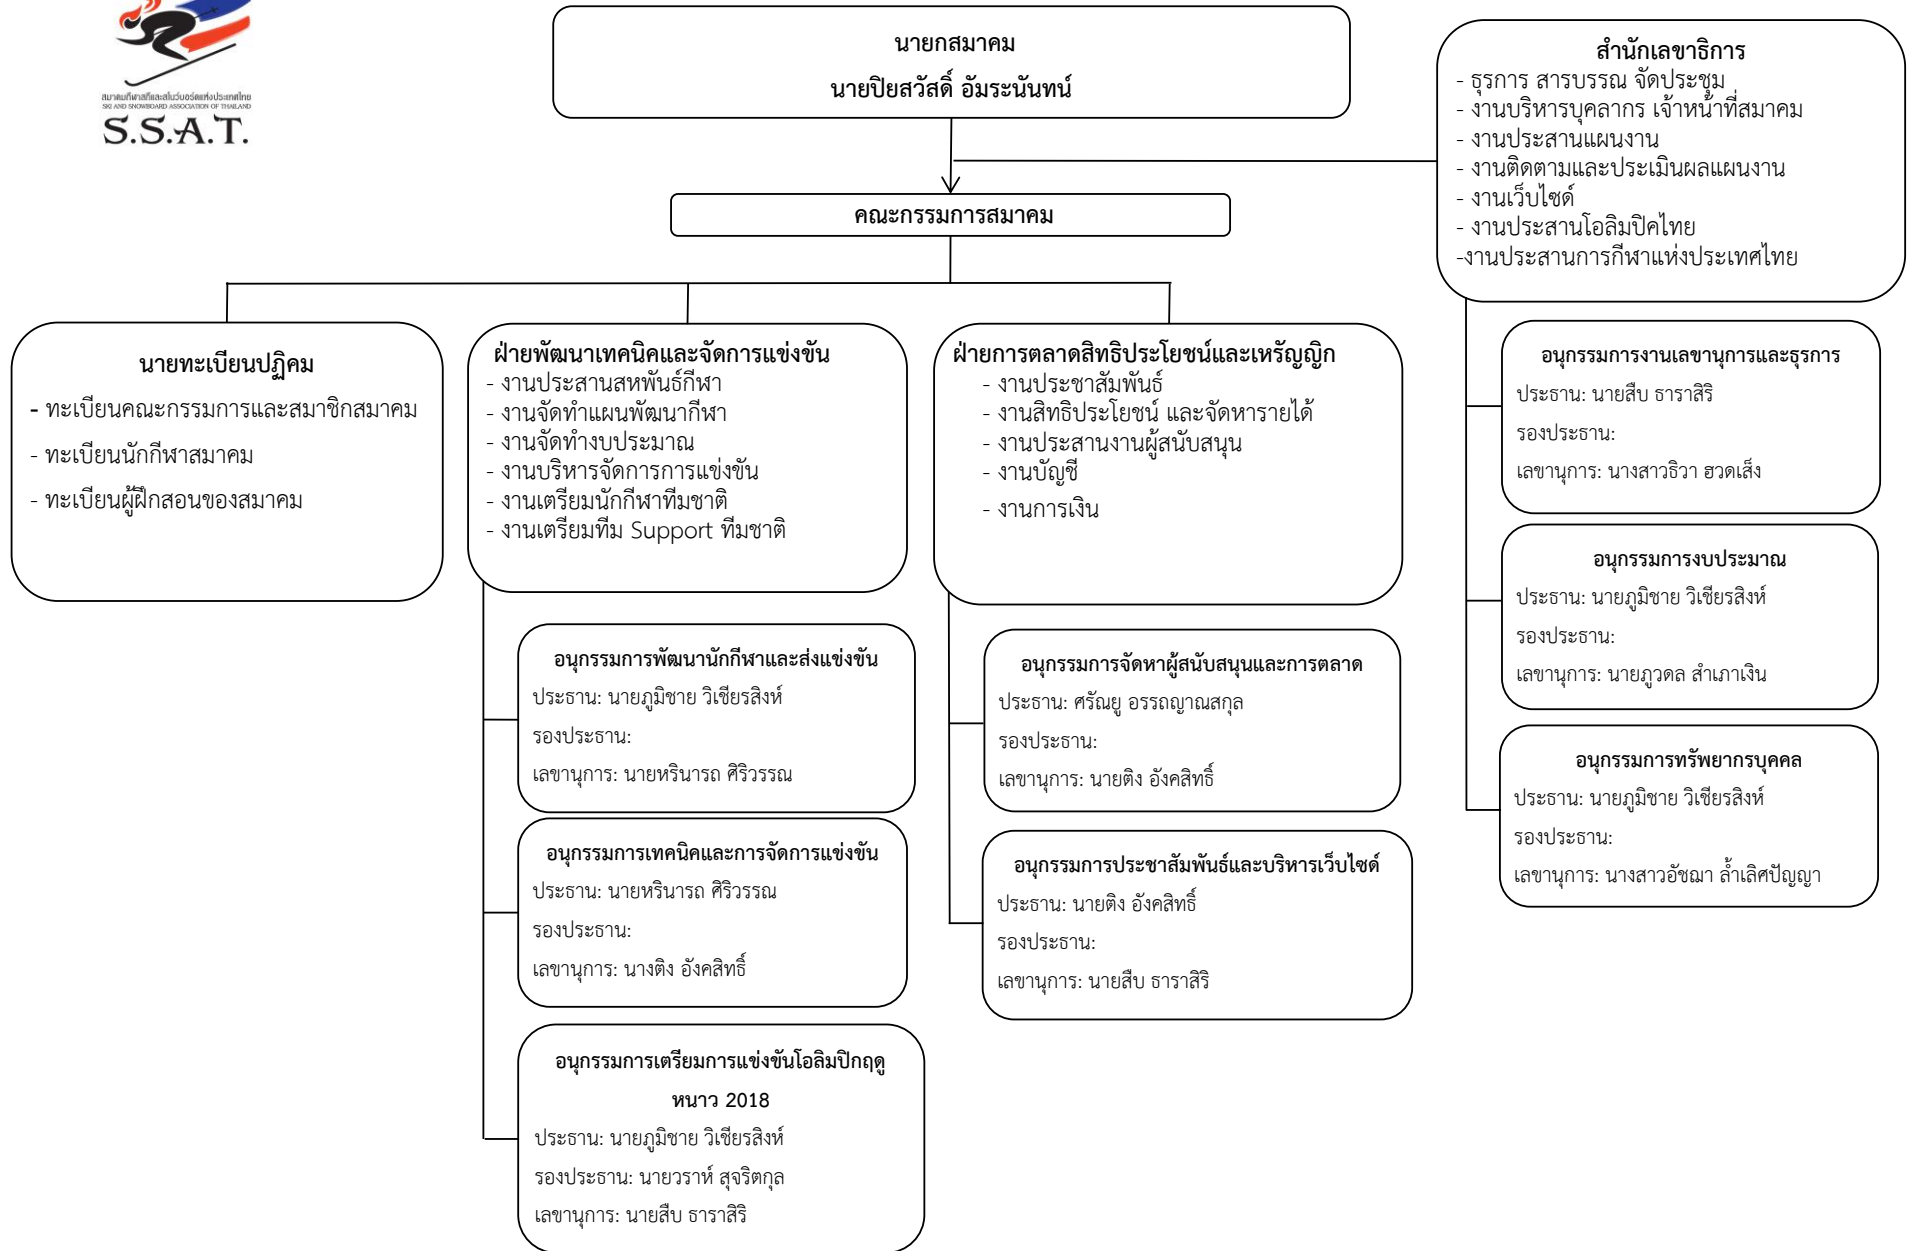 สมาคมกีฬาสกีและสโนว์บอร์ดแห่งประเทศไทย
SKI AND SNOWBOARD ASSOCIATION OF THAILAND
S.S.A.T.
นายกสมาคม
นายปิยสวัสดิ์ อัมระนันทน์
สำนักเลขาธิการ
- ธุรการ สารบรรณ จัดประชุม
- งานบริหารบุคลากร เจ้าหน้าที่สมาคม
- งานประสานแผนงาน
- งานติดตามและประเมินผลแผนงาน
- งานเว็บไซด์
- งานประสานโอลิมปิคไทย
-งานประสานการกีฬาแห่งประเทศไทย
คณะกรรมการสมาคม
นายทะเบียนปฏิคม
- ทะเบียนคณะกรรมการและสมาชิกสมาคม
- ทะเบียนนักกีฬาสมาคม
- ทะเบียนผู้ฝึกสอนของสมาคม
ฝ่ายพัฒนาเทคนิคและจัดการแข่งขัน
- งานประสานสหพันธ์กีฬา
- งานจัดทำแผนพัฒนากีฬา
- งานจัดทำงบประมาณ
- งานบริหารจัดการการแข่งขัน
- งานเตรียมนักกีฬาทีมชาติ
- งานเตรียมทีม Support ทีมชาติ
ฝ่ายการตลาดสิทธิประโยชน์และเหรัญญิก
- งานประชาสัมพันธ์
- งานสิทธิประโยชน์ และจัดหารายได้
- งานประสานงานผู้สนับสนุน
- งานบัญชี
- งานการเงิน
อนุกรรมการงานเลขานุการและธุรการ
ประธาน: นายสืบ ธาราสิริ
รองประธาน:
เลขานุการ: นางสาวธิวา ฮวดเส็ง
อนุกรรมการงบประมาณ
ประธาน: นายภูมิชาย วิเชียรสิงห์
รองประธาน:
เลขานุการ: นายภูวดล สำเภาเงิน
อนุกรรมการทรัพยากรบุคคล
ประธาน: นายภูมิชาย วิเชียรสิงห์
รองประธาน:
เลขานุการ: นางสาวอัชฌา ล้ำเลิศปัญญา
อนุกรรมการพัฒนานักกีฬาและส่งแข่งขัน
ประธาน: นายภูมิชาย วิเชียรสิงห์
รองประธาน:
เลขานุการ: นายหรินารถ ศิริวรรณ
อนุกรรมการเทคนิคและการจัดการแข่งขัน
ประธาน: นายหรินารถ ศิริวรรณ
รองประธาน:
เลขานุการ: นางติง อังคสิทธิ์
อนุกรรมการเตรียมการแข่งขันโอลิมปิกฤดู
หนาว 2018
ประธาน: นายภูมิชาย วิเชียรสิงห์
รองประธาน: นายวราห์ สุจริตกุล
เลขานุการ: นายสืบ ธาราสิริ
อนุกรรมการจัดหาผู้สนับสนุนและการตลาด
ประธาน: ศรัณยู อรรถญาณสกุล
รองประธาน:
เลขานุการ: นายติง อังคสิทธิ์
อนุกรรมการประชาสัมพันธ์และบริหารเว็บไซด์
ประธาน: นายติง อังคสิทธิ์
รองประธาน:
เลขานุการ: นายสืบ ธาราสิริ